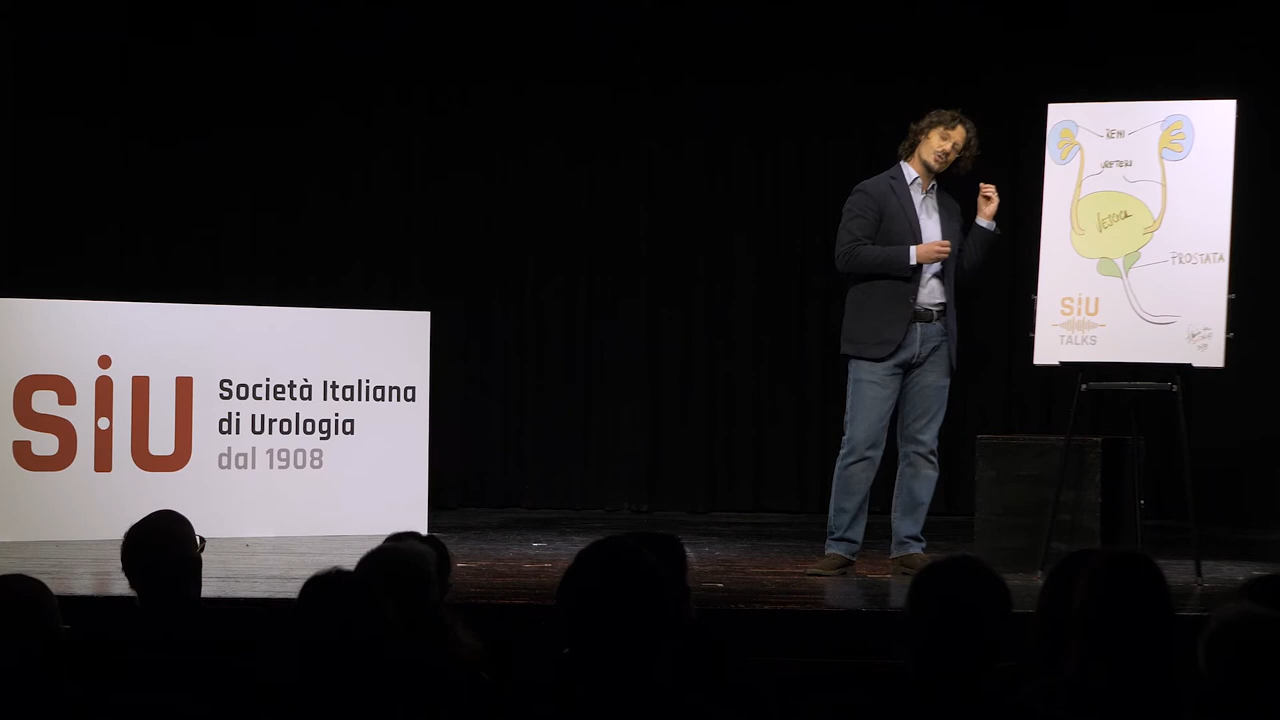 SiU
Società Italiana
di Urologia
dal 1908
RENI
URETERI
VESCICA
PROSTATA
SiU
TALKS